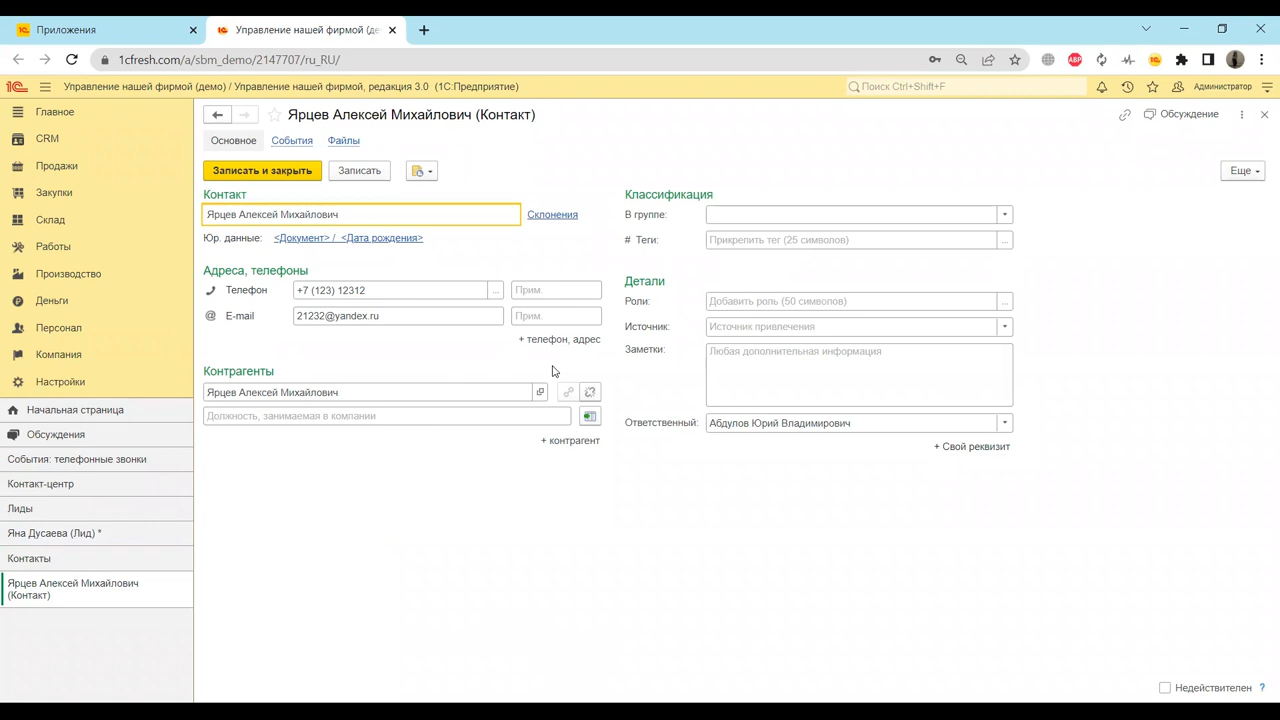 Приложения
Управление нашей фирмой (де
1cfresh.com/a/sbm_demo/2147707/ru_RU/
ABP
Управление нашей фирмой (демо) / Управление нашей фирмой, редакция 3.0 (1С:Предприятие)
Поиск Ctrl+Shift+F
Администратор
Главное
CRM
Продажи
Закупки
Склад
Работы
Производство
Деньги
Персонал
Компания
Настройки
Начальная страница
Обсуждения
События: телефонные звонки
Контакт-центр
Лиды
Яна Дусаева (Лид) *
Контакты
Ярцев Алексей Михайлович
(Контакт)
Ярцев Алексей Михайлович (Контакт)
Обсуждение
Основное События Файлы
Записать и закрыть Записать
Еще
Контакт
Ярцев Алексей Михайлович Склонения
Юр. данные: <Документ> / <Дата рождения>
Адреса, телефоны
Телефон +7 (123) 12312 ... Прим.
@ E-mail 21232@yandex.ru Прим.
+ телефон, адрес
Контрагенты
Ярцев Алексей Михайлович
Должность, занимаемая в компании
+ контрагент
Классификация
В группе:
# Теги: Прикрепить тег (25 символов) ...
Детали
Роли: Добавить роль (50 символов) ...
Источник: Источник привлечения
Заметки: Любая дополнительная информация
Ответственный: Абдулов Юрий Владимирович
+ Свой реквизит
Недействителен ?